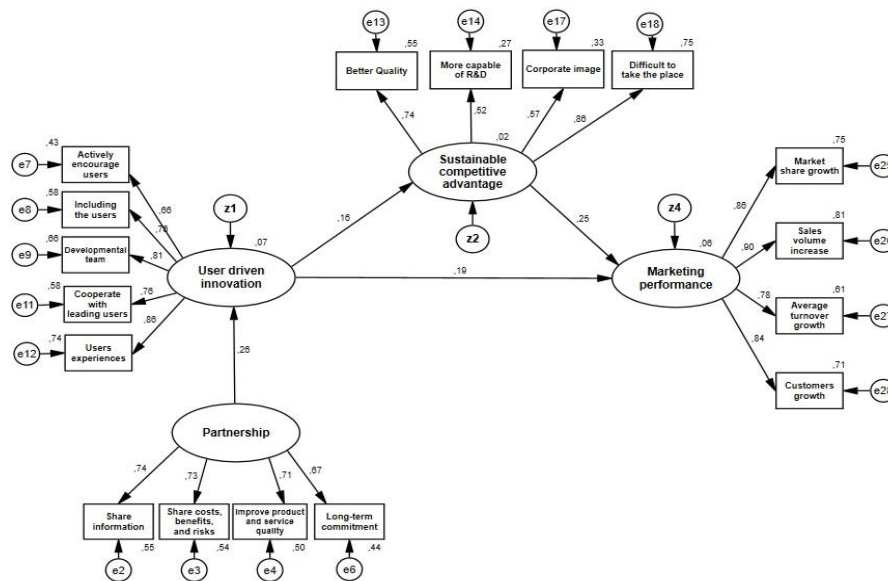 e13
e14
e17
e18
,55
,27
,33
,75
Better Quality
More capable
of R&D
Corporate image
Difficult to
take the place
,74
,52
,57
,86
,02
Sustainable
competitive
advantage
z2
,43
e7
Actively
encourage
users
,66
,58
e8
Including
the users
,66
e9
Developmental
team
,81
,58
e11
Cooperate
with
leading users
,76
,74
e12
Users
experiences
,86
z1
,07
User driven
innovation
,16
,25
,19
z4
,06
Marketing
performance
,75
Market
share growth
,86
,81
Sales
volume
increase
,90
,61
Average
turnover
growth
,78
,71
Customers
growth
,84
,26
Partnership
,74
,73
,71
,67
Share
information
Share costs,
benefits,
and risks
Improve product
and service
quality
Long-term
commitment
,55
,54
,50
,44
e2
e3
e4
e6